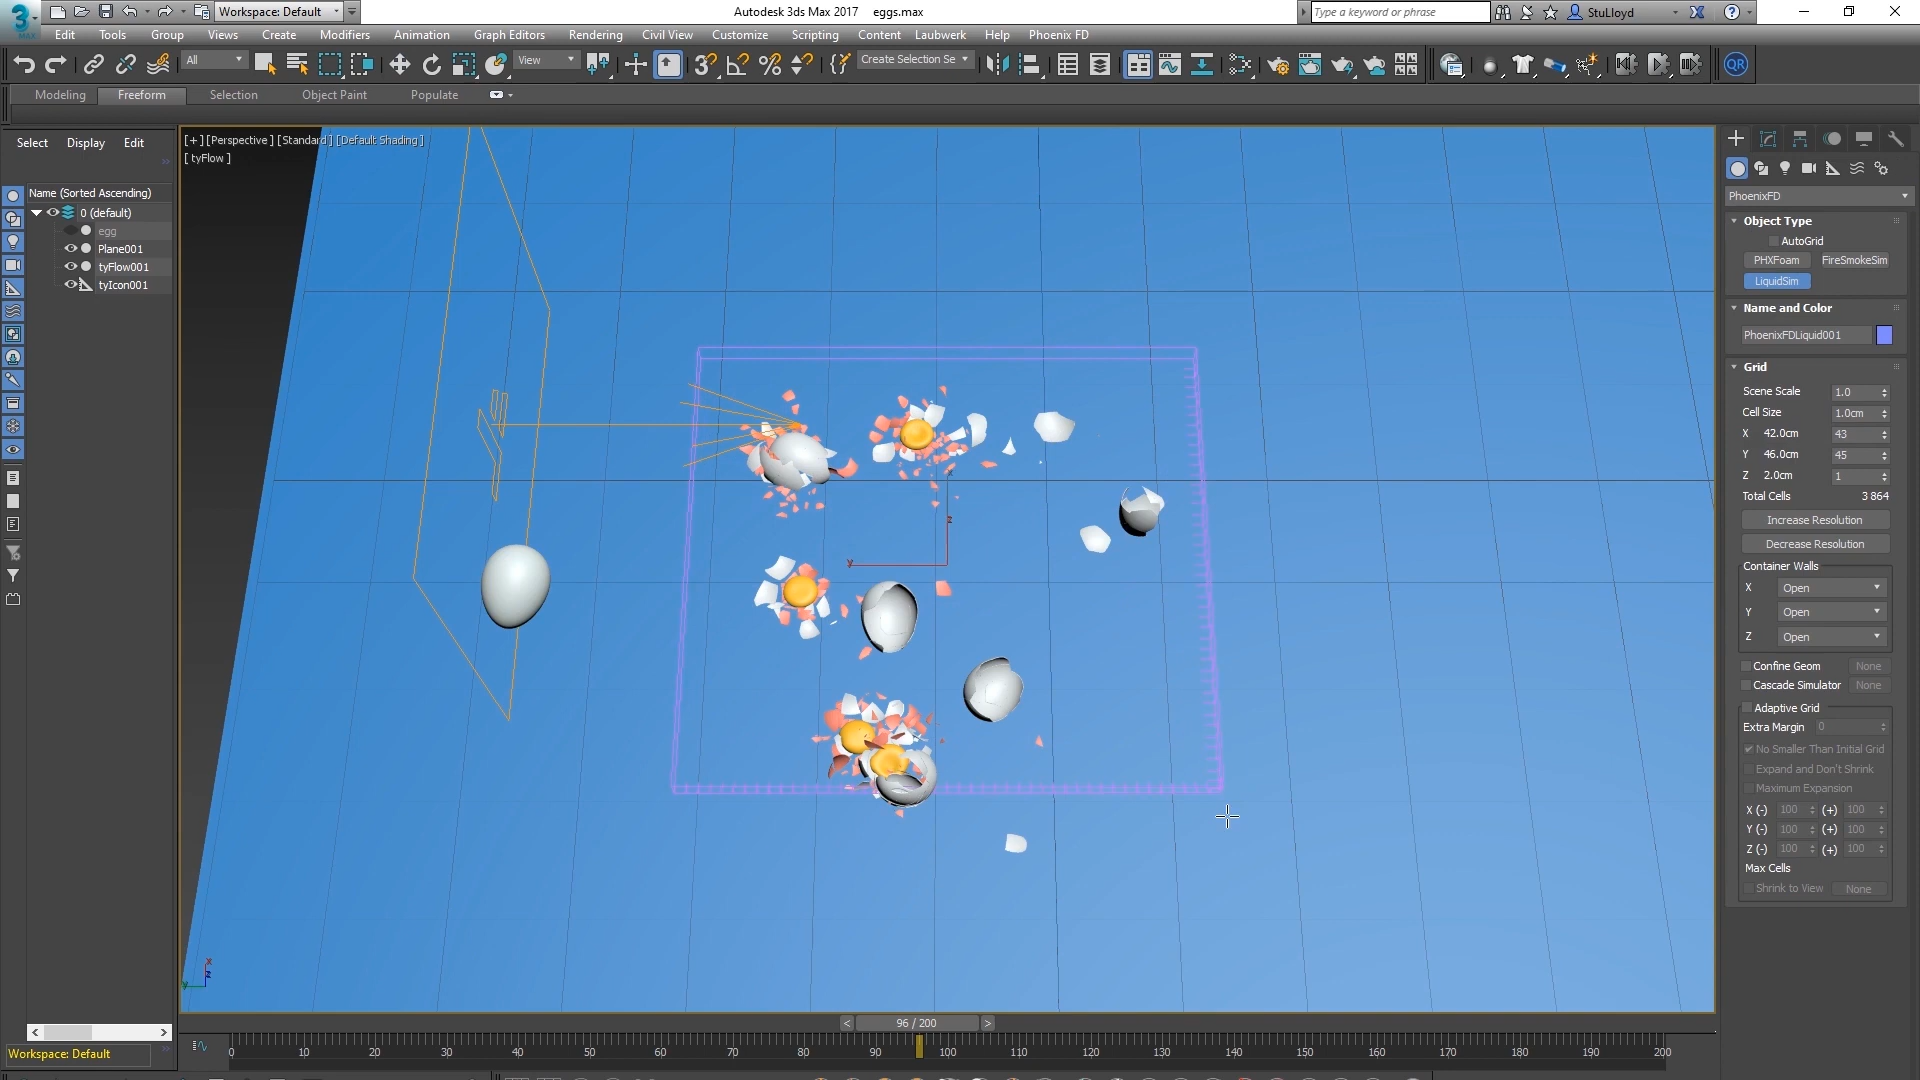 Workspace: Default
Autodesk 3ds Max 2017    eggs.max
Type a keyword or phrase
StuLloyd
3
MAX
Edit Tools Group Views Create Modifiers Animation Graph Editors Rendering Civil View Customize Scripting Content Laubwerk Help Phoenix FD
All
View
Create Selection Se
QR
Modeling Freeform Selection Object Paint Populate
Select Display Edit
[+] [Perspective ] [Standard ] [Default Shading ]
[ tyFlow ]
Name (Sorted Ascending)
0 (default)
egg
Plane001
tyFlow001
tyIcon001
PhoenixFD
Object Type
AutoGrid
PHXFoam FireSmokeSim
LiquidSim
Name and Color
PhoenixFDLiquid001
Grid
Scene Scale 1.0
Cell Size 1.0cm
X 42.0cm 43
Y 46.0cm 45
Z 2.0cm 1
Total Cells 3 864
Increase Resolution
Decrease Resolution
Container Walls
X Open
Y Open
Z Open
Confine Geom None
Cascade Simulator None
Adaptive Grid
Extra Margin 0
No Smaller Than Initial Grid
Expand and Don't Shrink
Maximum Expansion
X (-) 100 (+) 100
Y (-) 100 (+) 100
Z (-) 100 (+) 100
Max Cells
Shrink to View None
< 96 / 200 >
0 10 20 30 40 50 60 70 80 90 100 110 120 130 140 150 160 170 180 190 200
Workspace: Default